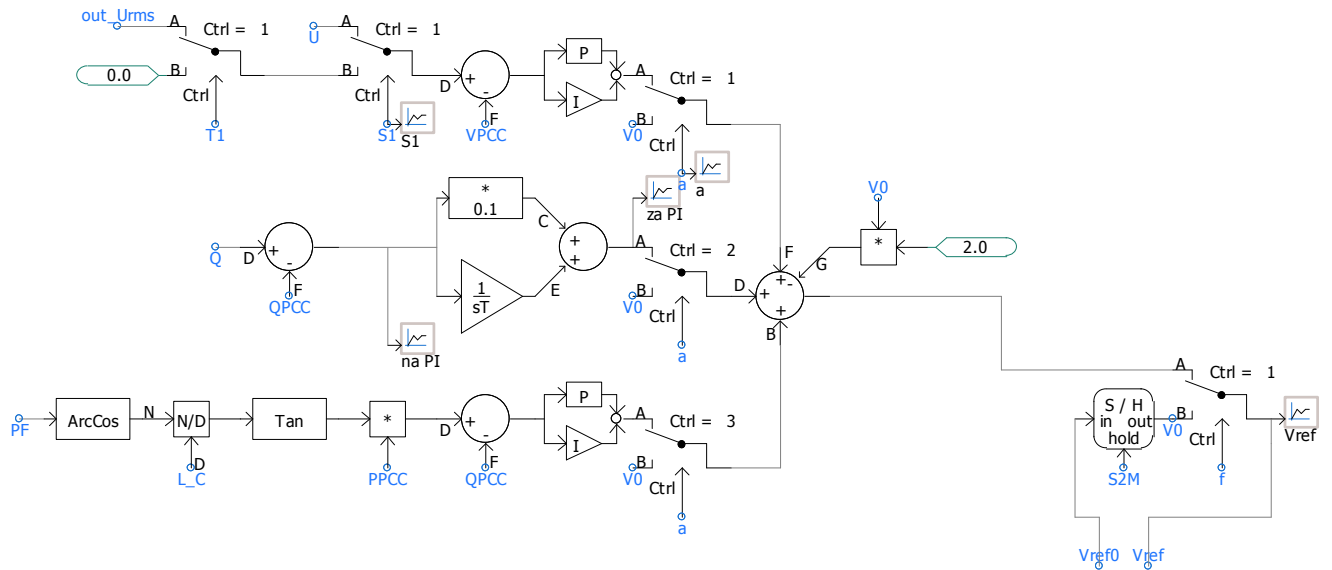 out_Urms
A
Ctrl = 1
U
A
Ctrl = 1
P
A
Ctrl = 1
0.0
B
Ctrl
T1
B
Ctrl
S1
S1
D
+
-
F
VPCC
I
B
V0
Ctrl
a
a
*
0.1
C
za PI
V0
*
2.0
Q
D
+
-
F
QPCC
1
sT
E
+
+
A
Ctrl = 2
B
V0
Ctrl
a
D
F
G
+
-
+
+
B
na PI
PF
ArcCos
N
N/D
D
L_C
Tan
*
PPCC
D
+
-
F
QPCC
P
I
A
Ctrl = 3
B
V0
Ctrl
a
A
Ctrl = 1
S / H
in out
hold
S2M
B
V0
Ctrl
f
Vref
Vref0
Vref